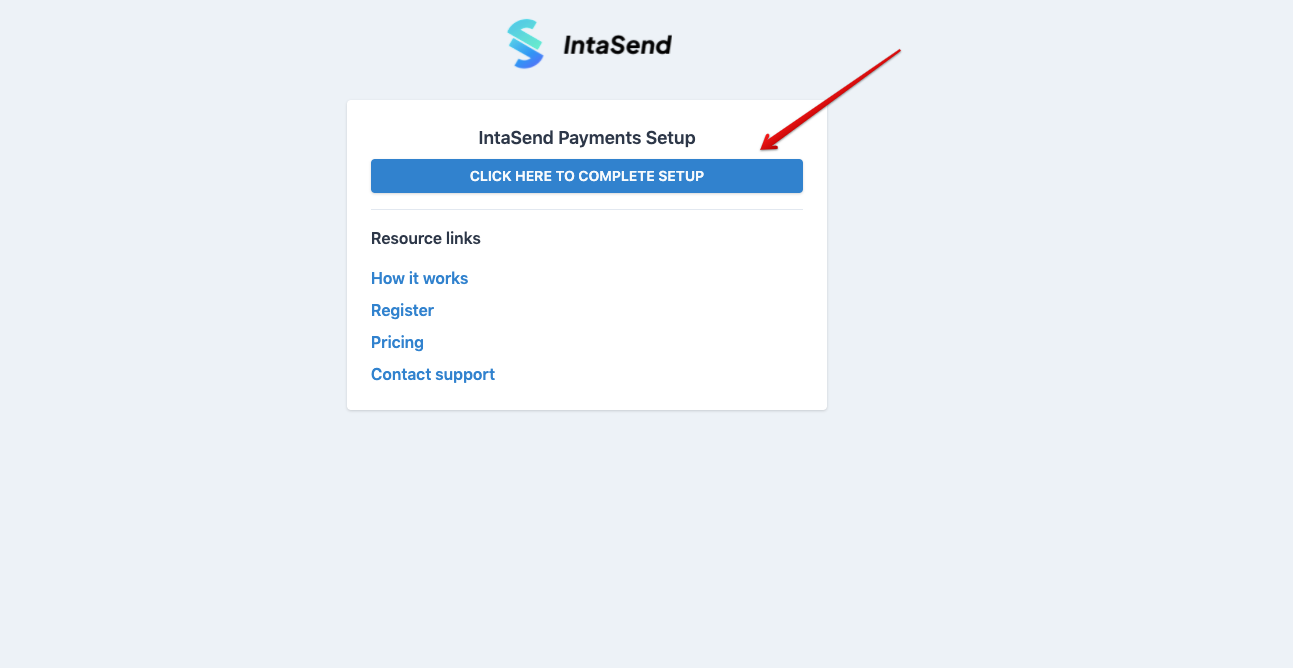 IntaSend
IntaSend Payments Setup
CLICK HERE TO COMPLETE SETUP
Resource links
How it works
Register
Pricing
Contact support